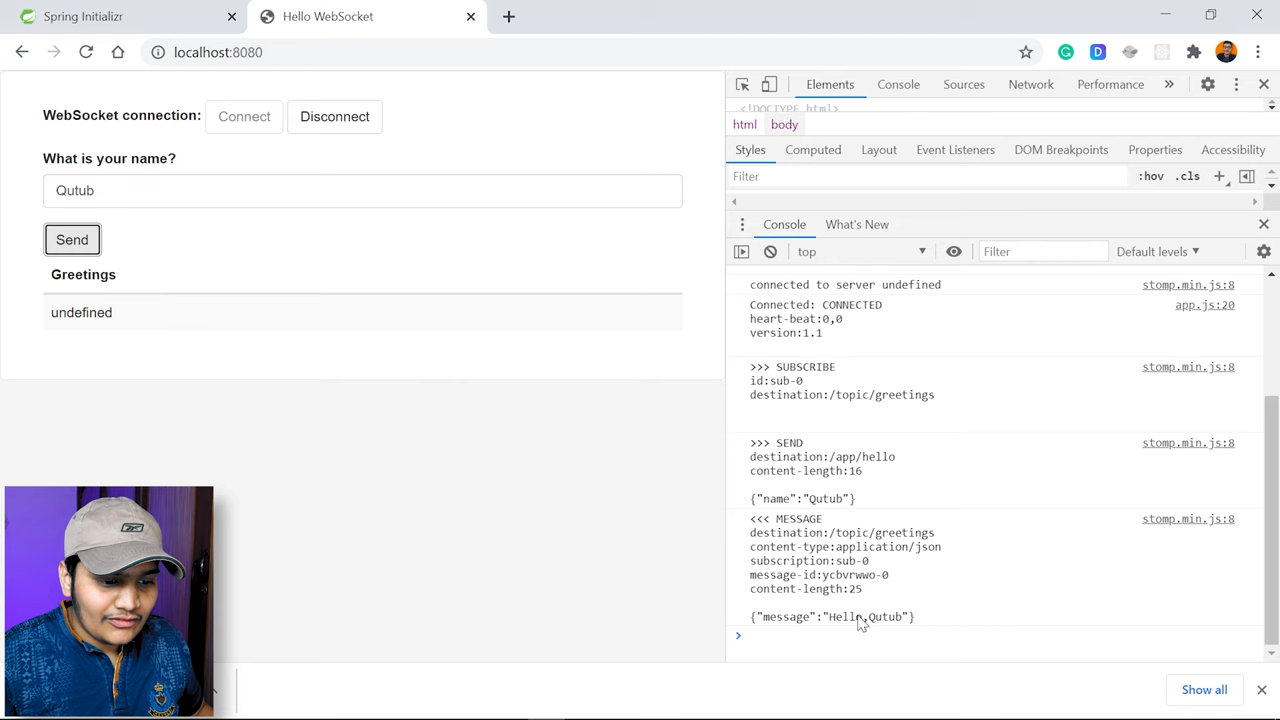 Spring Initializr
Hello WebSocket
localhost:8080
WebSocket connection: Connect Disconnect
What is your name?
Qutub
Send
Greetings
undefined
Elements Console Sources Network Performance »
<!DOCTYPE html>
html body
Styles Computed Layout Event Listeners DOM Breakpoints Properties Accessibility
Filter :hov .cls +
Console What's New
top Filter Default levels
connected to server undefined stomp.min.js:8
Connected: CONNECTED app.js:20
heart-beat:0,0
version:1.1
>>> SUBSCRIBE stomp.min.js:8
id:sub-0
destination:/topic/greetings
>>> SEND stomp.min.js:8
destination:/app/hello
content-length:16
{"name":"Qutub"}
<<< MESSAGE stomp.min.js:8
destination:/topic/greetings
content-type:application/json
subscription:sub-0
message-id:ycbvrwwo-0
content-length:25
{"message":"Hello,Qutub"}
Show all